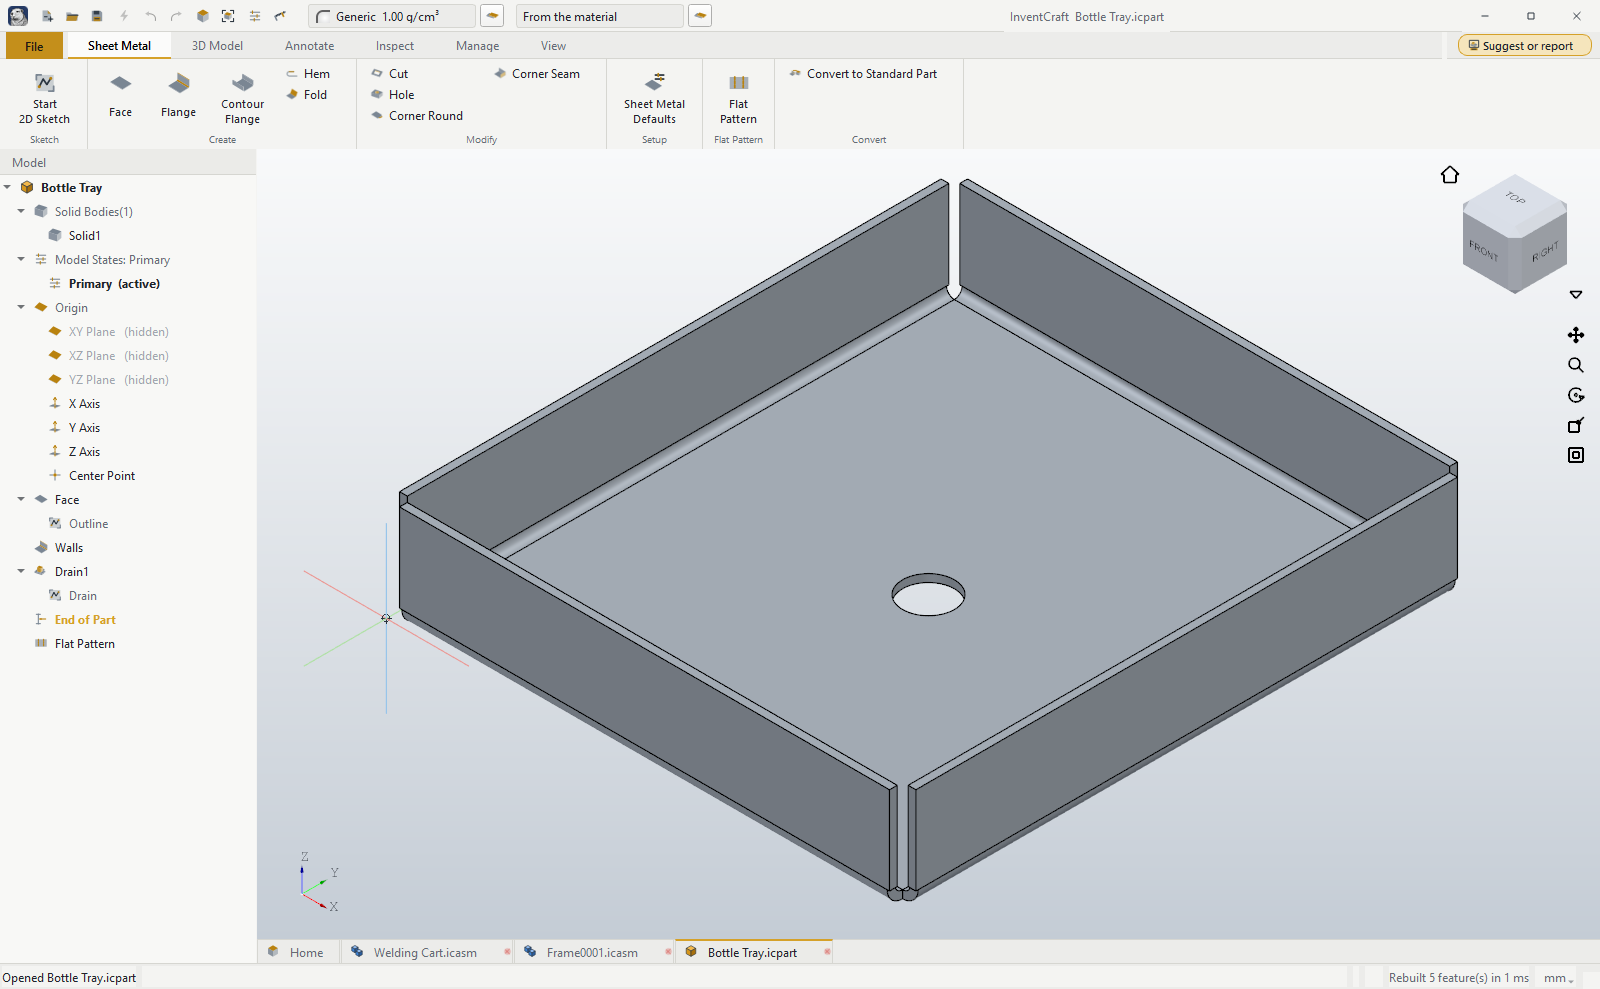 Generic 1.00 g/cm³
From the material
InventCraft Bottle Tray.icpart
File
Sheet Metal
3D Model
Annotate
Inspect
Manage
View
Suggest or report
Start
2D Sketch
Sketch
Face
Flange
Contour
Flange
Hem
Fold
Create
Cut
Hole
Corner Round
Corner Seam
Modify
Sheet Metal
Defaults
Setup
Flat
Pattern
Flat Pattern
Convert to Standard Part
Convert
Model
Bottle Tray
Solid Bodies(1)
Solid1
Model States: Primary
Primary (active)
Origin
XY Plane (hidden)
XZ Plane (hidden)
YZ Plane (hidden)
X Axis
Y Axis
Z Axis
Center Point
Face
Outline
Walls
Drain1
Drain
End of Part
Flat Pattern
TOP
FRONT
RIGHT
Z
Y
X
Home
Welding Cart.icasm
Frame0001.icasm
Bottle Tray.icpart
Opened Bottle Tray.icpart
Rebuilt 5 feature(s) in 1 ms
mm